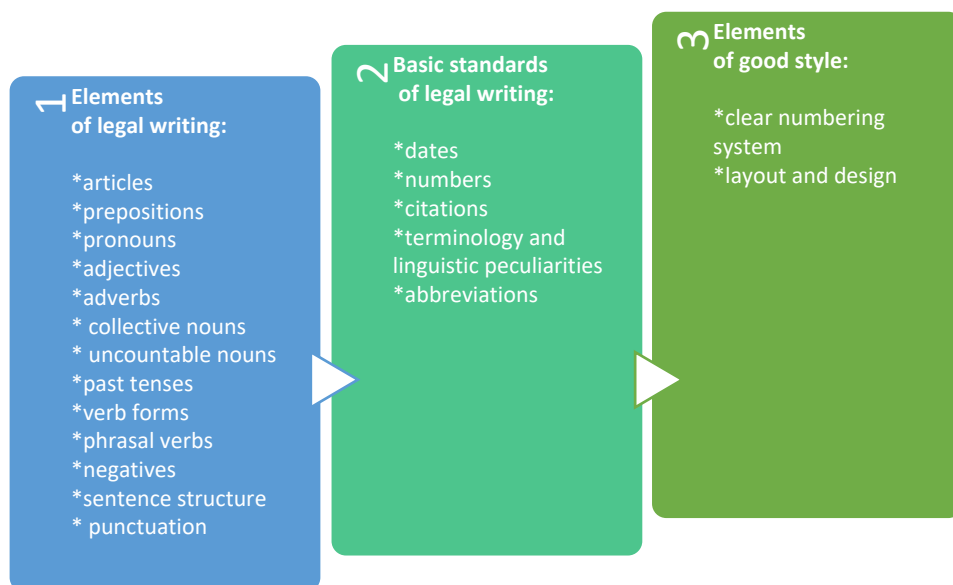 1
Elements
of legal writing:
*articles
*prepositions
*pronouns
*adjectives
*adverbs
* collective nouns
* uncountable nouns
*past tenses
*verb forms
*phrasal verbs
*negatives
*sentence structure
* punctuation
2
Basic standards
of legal writing:
*dates
*numbers
*citations
*terminology and
linguistic peculiarities
*abbreviations
3
Elements
of good style:
*clear numbering
system
*layout and design